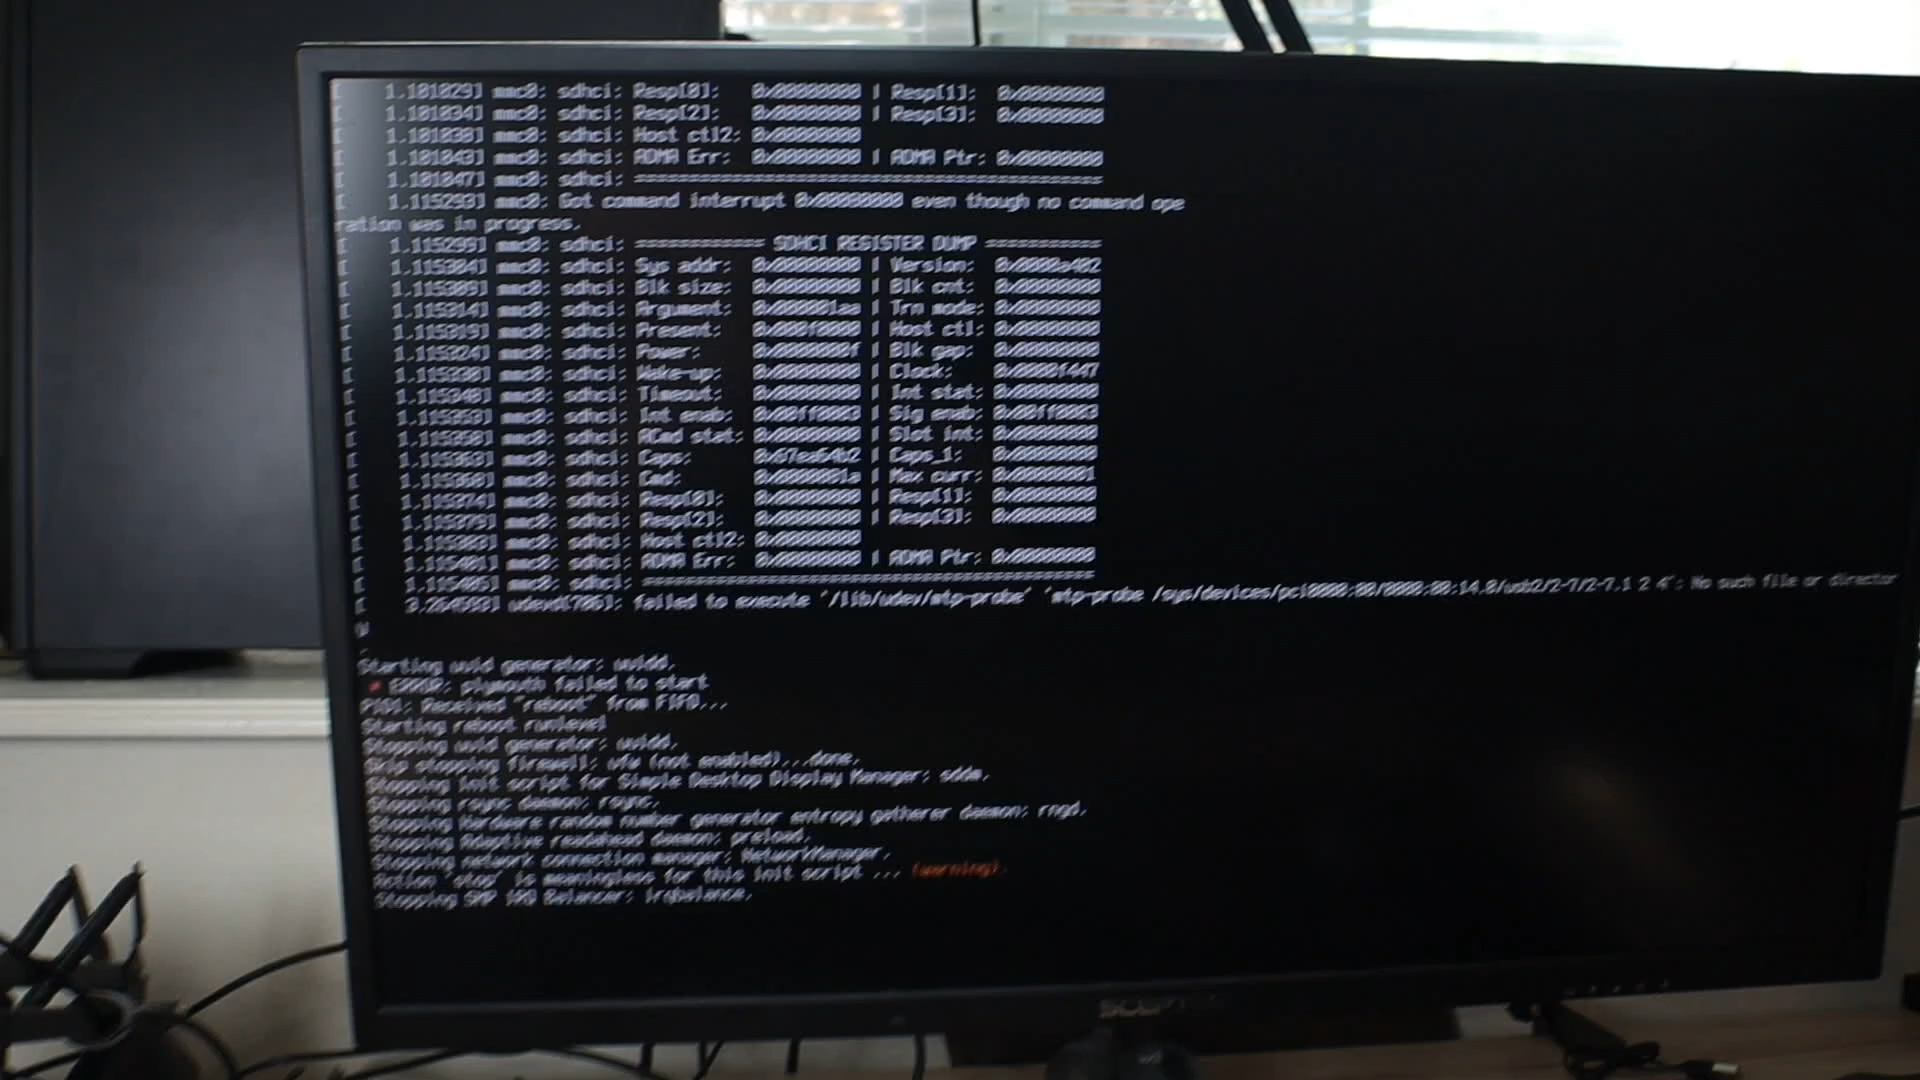 [ 1.181829] mmc0: sdhci: Resp[0]: 0x00000000 | Resp[1]: 0x00000000
[ 1.181834] mmc0: sdhci: Resp[2]: 0x00000000 | Resp[3]: 0x00000000
[ 1.181838] mmc0: sdhci: Host ctl2: 0x00000000
[ 1.181843] mmc0: sdhci: ADMA Err: 0x00000000 | ADMA Ptr: 0x00000000
[ 1.181847] mmc0: sdhci: ============================================
[ 1.115293] mmc0: Got command interrupt 0x00000000 even though no command ope
ration was in progress.
[ 1.115299] mmc0: sdhci: ============ SDHCI REGISTER DUMP ===========
[ 1.115304] mmc0: sdhci: Sys addr: 0x00000000 | Version: 0x0000a402
[ 1.115309] mmc0: sdhci: Blk size: 0x00000000 | Blk cnt: 0x00000000
[ 1.115314] mmc0: sdhci: Argument: 0x000001aa | Trn mode: 0x00000000
[ 1.115319] mmc0: sdhci: Present: 0x000f0000 | Host ctl: 0x00000000
[ 1.115324] mmc0: sdhci: Power: 0x0000000f | Blk gap: 0x00000000
[ 1.115330] mmc0: sdhci: Wake-up: 0x00000000 | Clock: 0x0000f447
[ 1.115348] mmc0: sdhci: Timeout: 0x00000000 | Int stat: 0x00000000
[ 1.115353] mmc0: sdhci: Int enab: 0x00ff0003 | Sig enab: 0x00ff0003
[ 1.115358] mmc0: sdhci: ACmd stat: 0x00000000 | Slot int: 0x00000000
[ 1.115363] mmc0: sdhci: Caps: 0x67ea64b2 | Caps_1: 0x00000000
[ 1.115368] mmc0: sdhci: Cmd: 0x0000001a | Max curr: 0x00000001
[ 1.115374] mmc0: sdhci: Resp[0]: 0x00000000 | Resp[1]: 0x00000000
[ 1.115379] mmc0: sdhci: Resp[2]: 0x00000000 | Resp[3]: 0x00000000
[ 1.115383] mmc0: sdhci: Host ctl2: 0x00000000
[ 1.115401] mmc0: sdhci: ADMA Err: 0x00000000 | ADMA Ptr: 0x00000000
[ 1.115405] mmc0: sdhci: ============================================
[ 3.264593] udevd[706]: failed to execute '/lib/udev/mtp-probe' 'mtp-probe /sys/devices/pci0000:00/0000:00:14.0/usb2/2-7/2-7.1 2 4': No such file or director
y
.
Starting uuid generator: uuidd.
* ERROR: plymouth failed to start
PID1: Received "reboot" from FIFO...
Starting reboot runlevel
Stopping uuid generator: uuidd.
Skip stopping firewall: ufw (not enabled)...done.
Stopping Init script for Simple Desktop Display Manager: sddm.
Stopping rsync daemon: rsync.
Stopping Hardware random number generator entropy gatherer daemon: rngd.
Stopping Adaptive readahead daemon: preload.
Stopping network connection manager: NetworkManager.
Action 'stop' is meaningless for this init script ... (warning).
Stopping SMP IRQ Balancer: irqbalance.